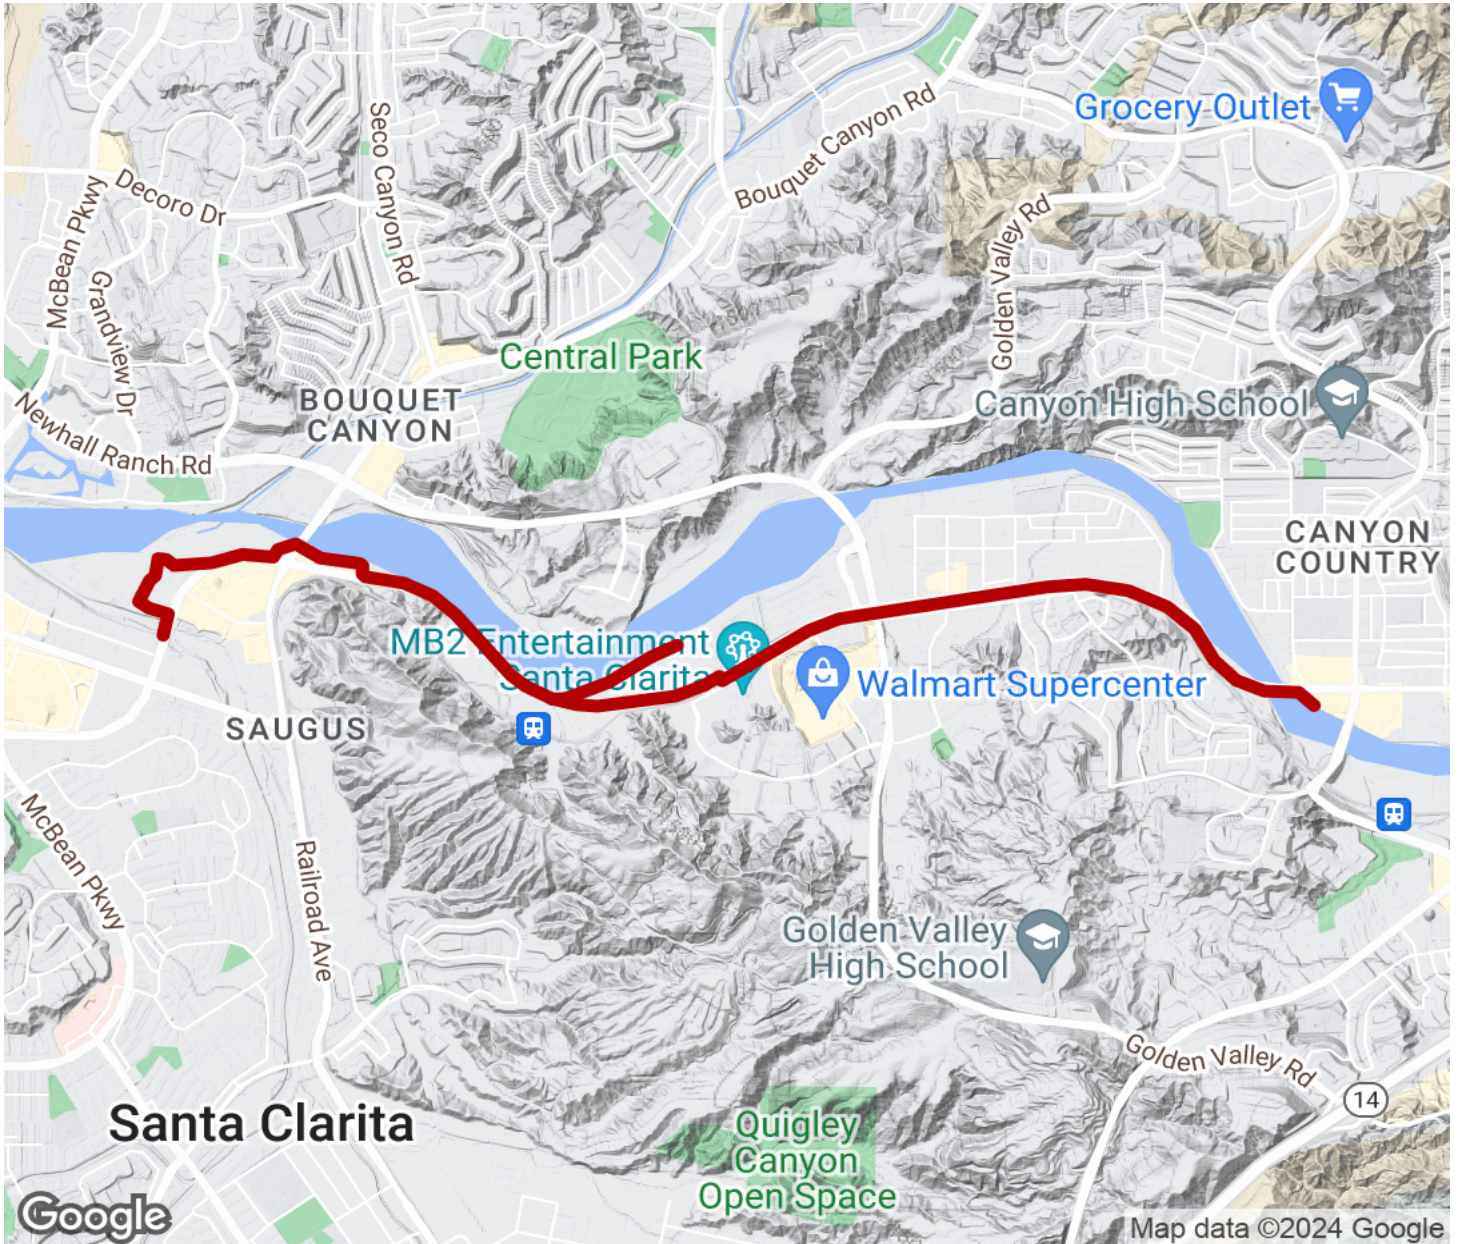 Grocery Outlet
Bouquet Canyon Rd
Seco Canyon Rd
Decoro Dr
McBean Pkwy
Grandview Dr
Golden Valley Rd
Central Park
BOUQUET
CANYON
Canyon High School
Newhall Ranch Rd
CANYON
COUNTRY
MB2 Entertainment
Santa Clarita
Walmart Supercenter
SAUGUS
McBean Pkwy
Railroad Ave
Golden Valley
High School
Golden Valley Rd
14
Santa Clarita
Quigley
Canyon
Open Space
Google
Map data ©2024 Google